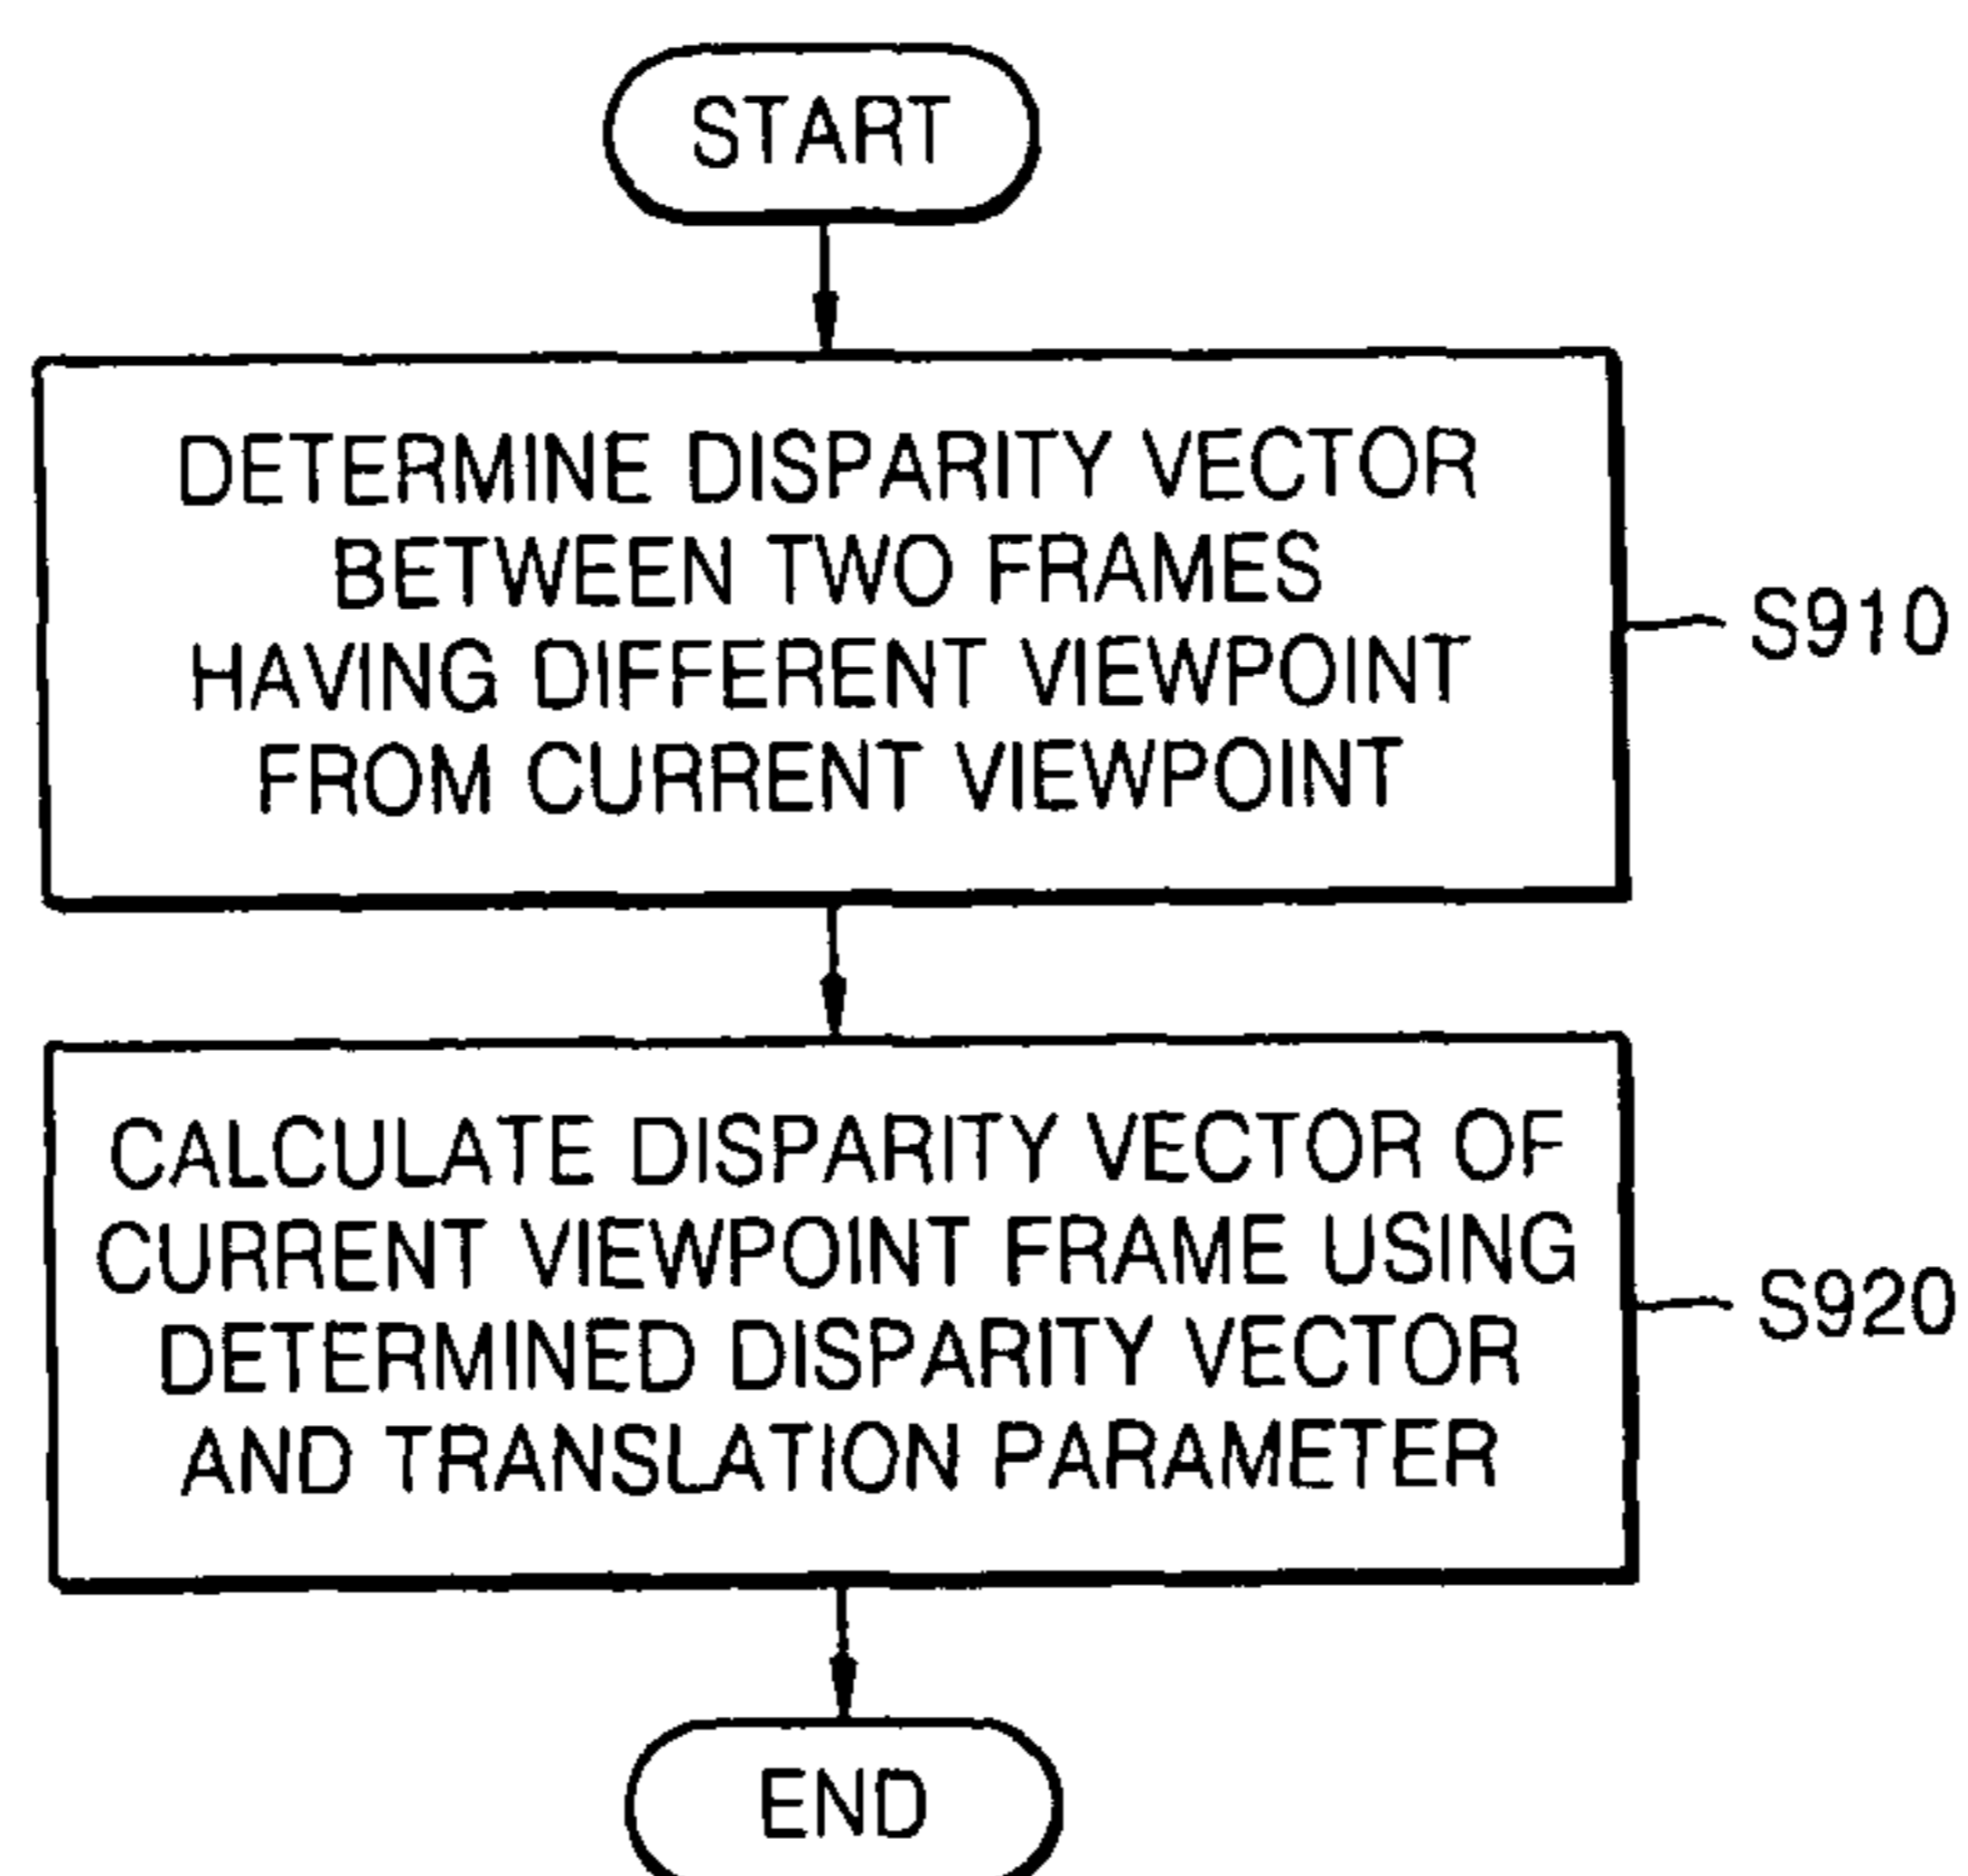 START
DETERMINE DISPARITY VECTOR
BETWEEN TWO FRAMES
HAVING DIFFERENT VIEWPOINT
FROM CURRENT VIEWPOINT
S910
CALCULATE DISPARITY VECTOR OF
CURRENT VIEWPOINT FRAME USING
DETERMINED DISPARITY VECTOR
AND TRANSLATION PARAMETER
S920
END